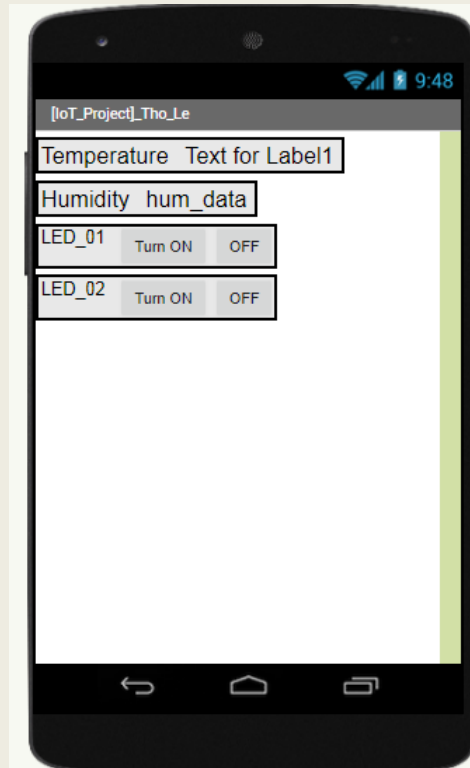 9:48
[IoT_Project]_Tho_Le
Temperature Text for Label1
Humidity hum_data
LED_01 Turn ON OFF
LED_02 Turn ON OFF